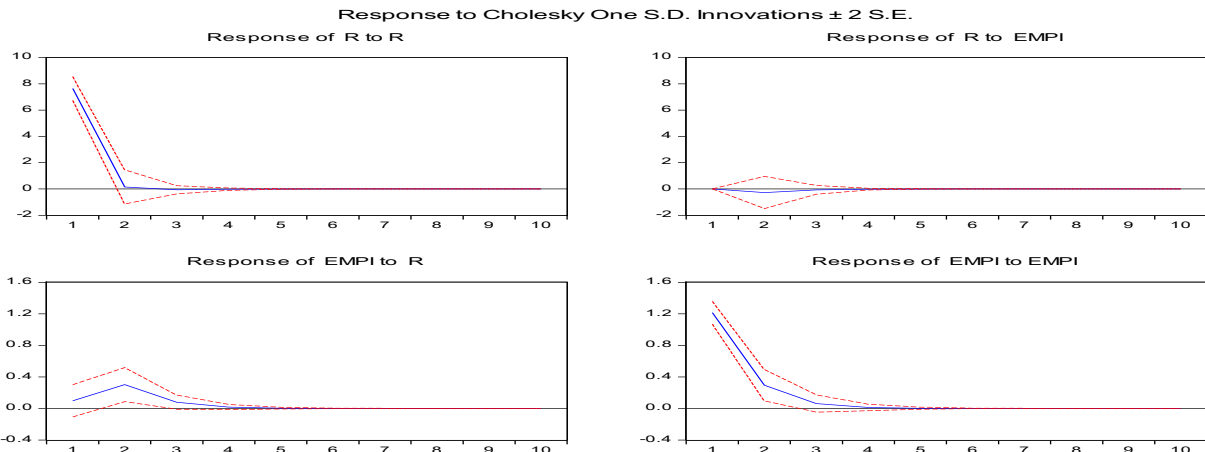 Response to Cholesky One S.D. Innovations ± 2 S.E.
Response of R to R
10
8
6
4
2
0
-2
1 2 3 4 5 6 7 8 9 10
Response of R to EMPI
10
8
6
4
2
0
-2
1 2 3 4 5 6 7 8 9 10
Response of EMPI to R
1.6
1.2
0.8
0.4
0.0
-0.4
1 2 3 4 5 6 7 8 9 10
Response of EMPI to EMPI
1.6
1.2
0.8
0.4
0.0
-0.4
1 2 3 4 5 6 7 8 9 10